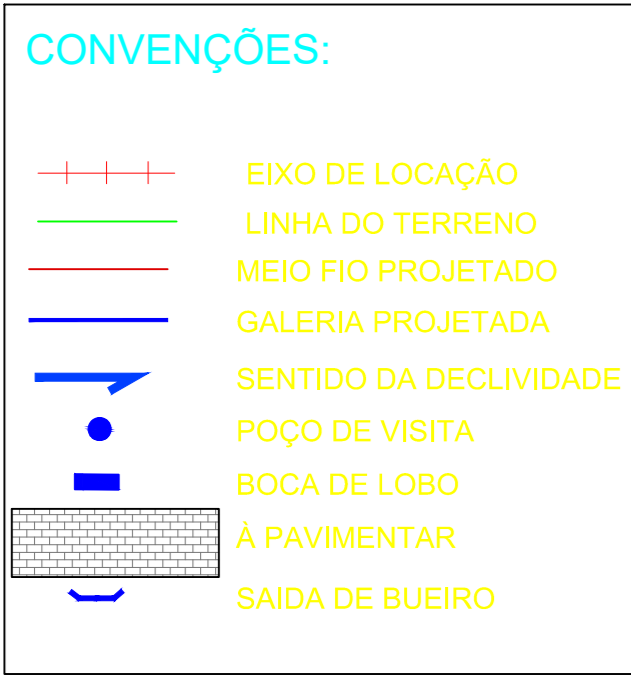 CONVENÇÕES:
EIXO DE LOCAÇÃO
LINHA DO TERRENO
MEIO FIO PROJETADO
GALERIA PROJETADA
SENTIDO DA DECLIVIDADE
POÇO DE VISITA
BOCA DE LOBO
À PAVIMENTAR
SAIDA DE BUEIRO